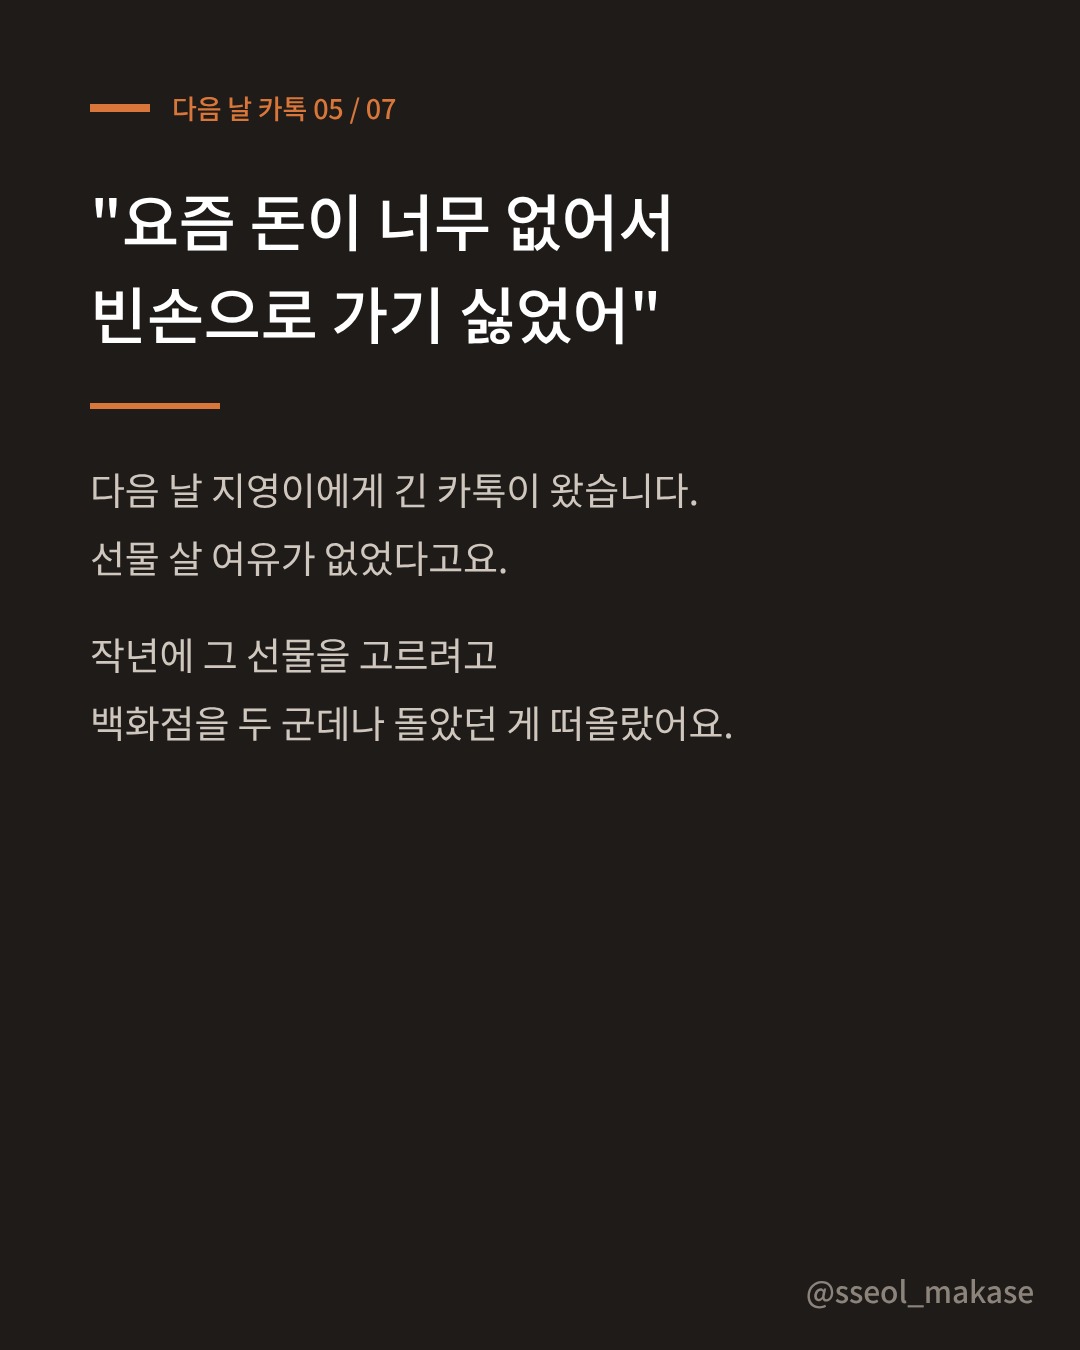 다음 날 카톡 05 / 07
"요즘 돈이 너무 없어서
빈손으로 가기 싫었어"
다음 날 지영이에게 긴 카톡이 왔습니다.
선물 살 여유가 없었다고요.
작년에 그 선물을 고르려고
백화점을 두 군데나 돌았던 게 떠올랐어요.
@sseol_makase